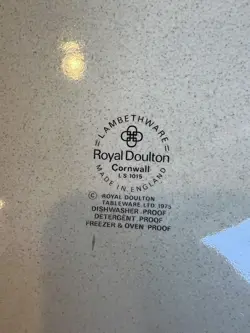 =LAMBETHWARE=
Royal Doulton
Cornwall
L S 1015
MADE IN ENGLAND
© ROYAL DOULTON
TABLEWARE LTD 1975
DISHWASHER PROOF
DETERGENT PROOF
FREEZER & OVEN PROOF